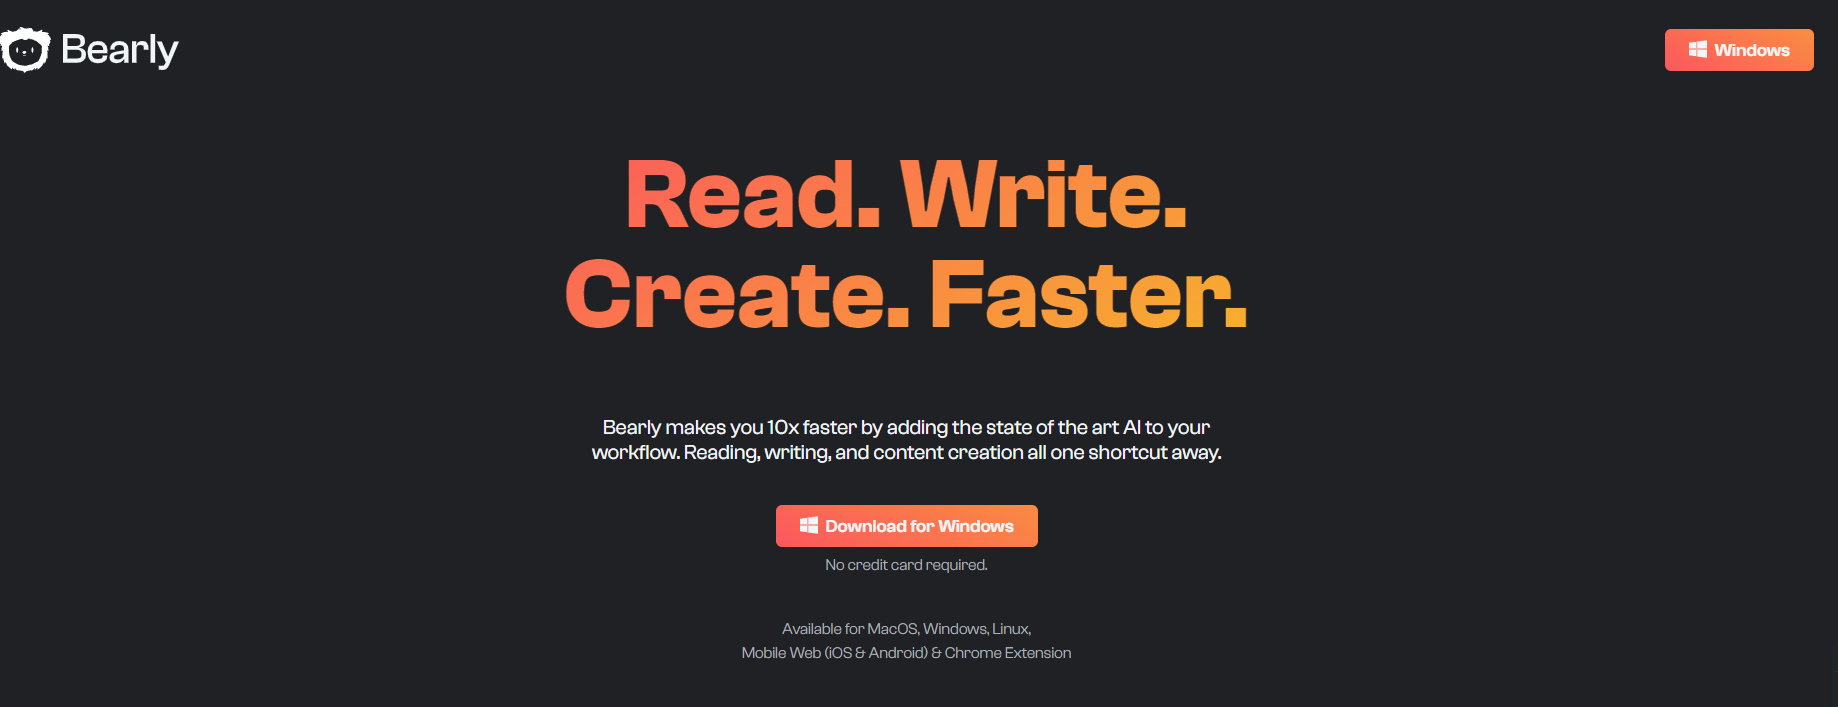 Bearly
Windows
Read. Write.
Create. Faster.
Bearly makes you 10x faster by adding the state of the art AI to your
workflow. Reading, writing, and content creation all one shortcut away.
Download for Windows
No credit card required.
Available for MacOS, Windows, Linux,
Mobile Web (iOS & Android) & Chrome Extension